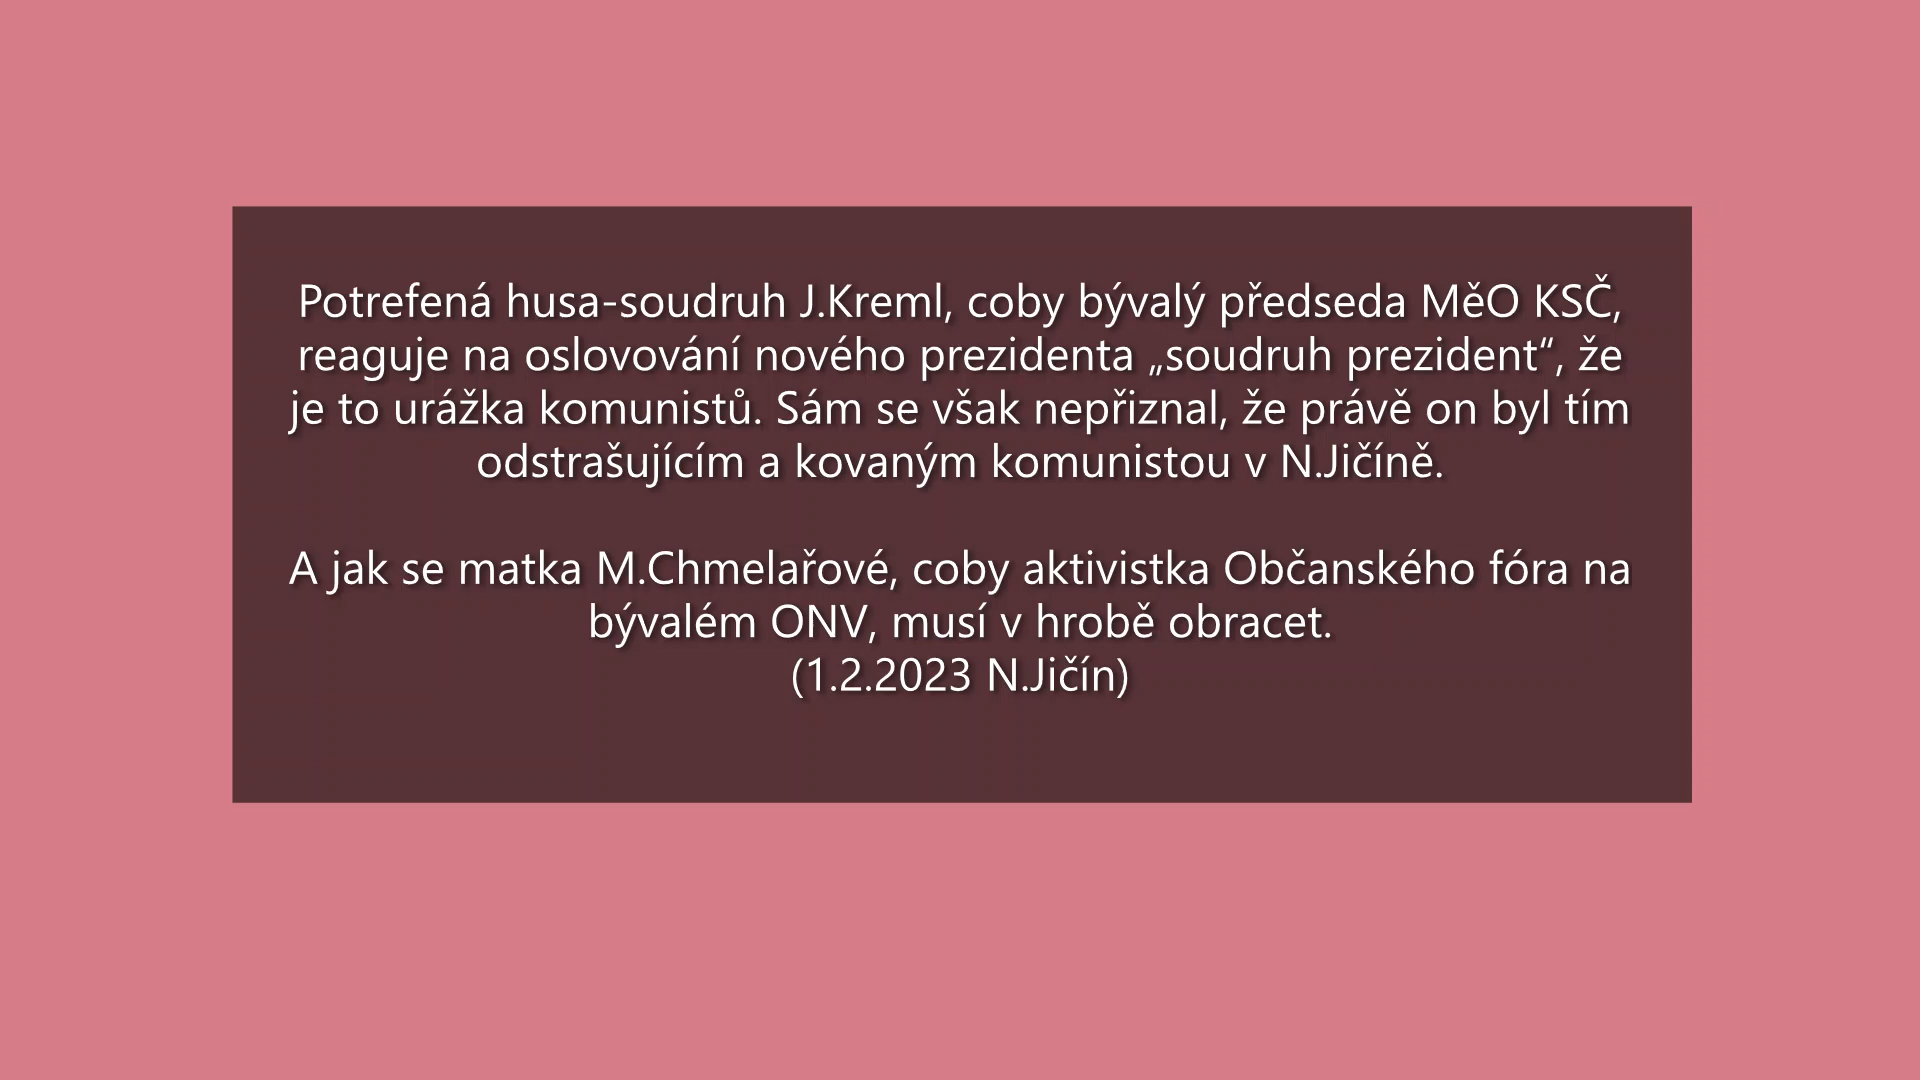 Potrefená husa-soudruh J.Kreml, coby bývalý předseda MěO KSČ,
reaguje na oslovování nového prezidenta „soudruh prezident“, že
je to urážka komunistů. Sám se však nepřiznal, že právě on byl tím
odstrašujícím a kovaným komunistou v N.Jičíně.
A jak se matka M.Chmelařové, coby aktivistka Občanského fóra na
bývalém ONV, musí v hrobě obracet.
(1.2.2023 N.Jičín)